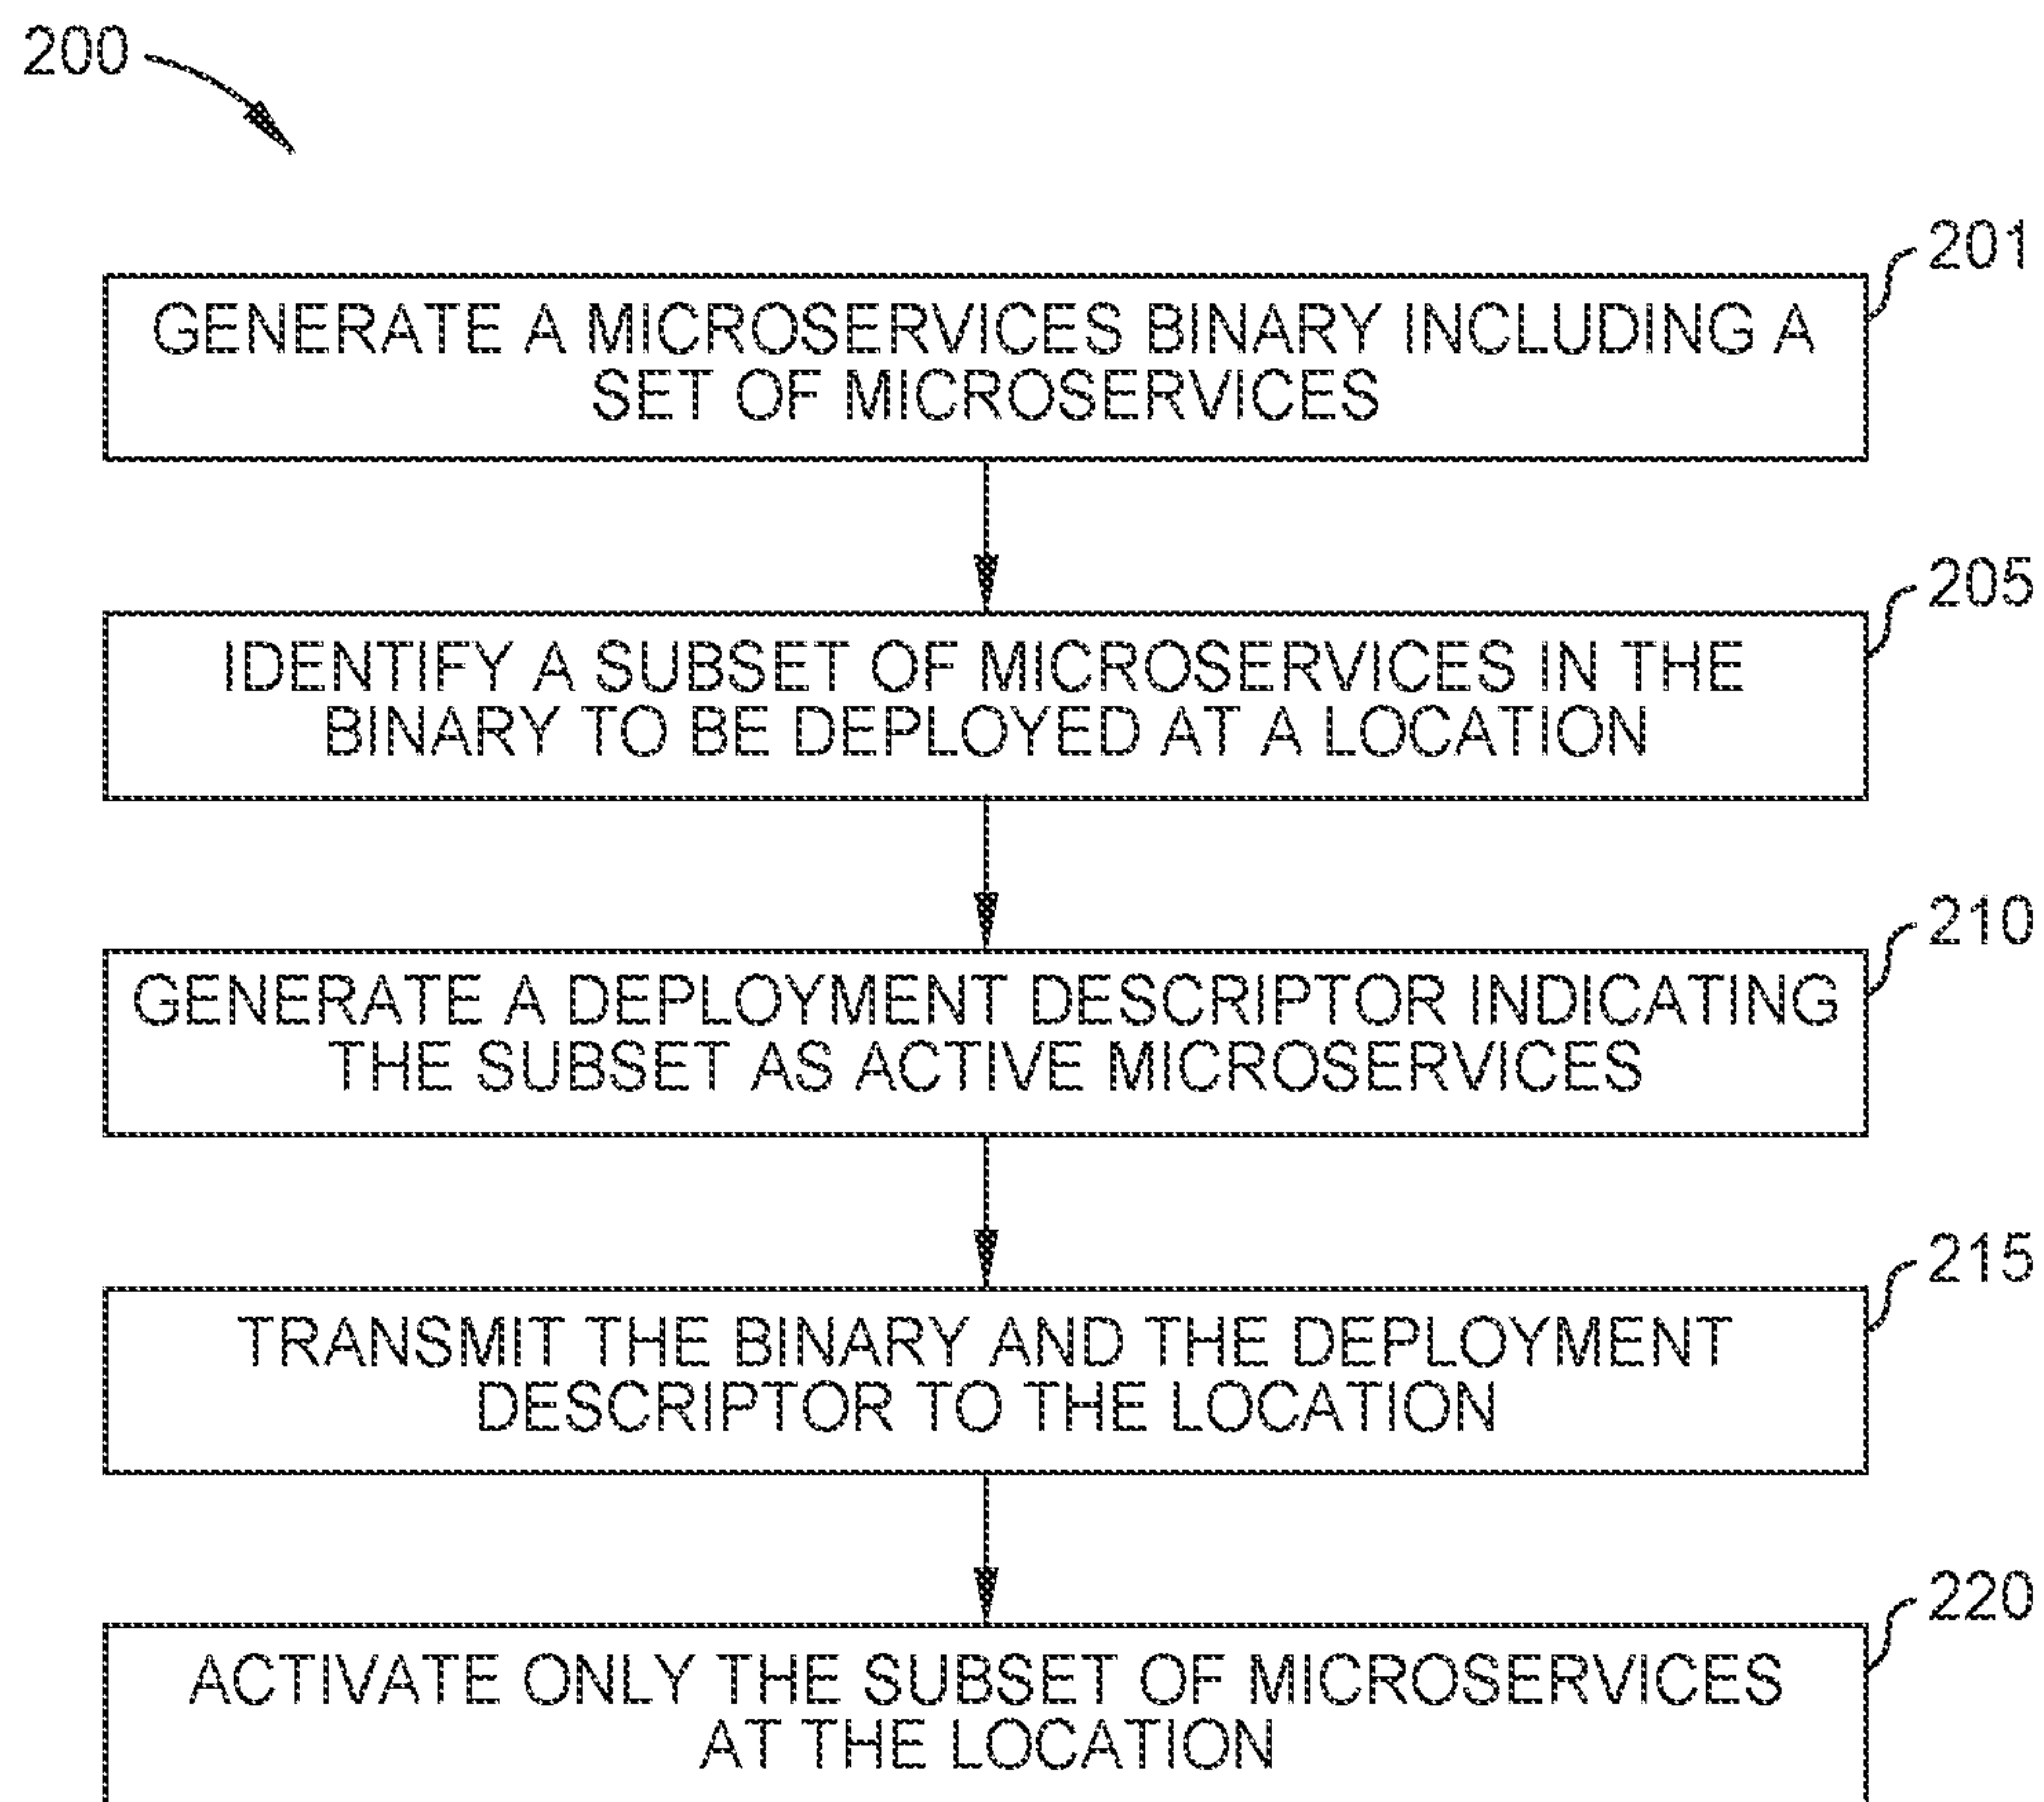 200
201
GENERATE A MICROSERVICES BINARY INCLUDING A
SET OF MICROSERVICES
205
IDENTIFY A SUBSET OF MICROSERVICES IN THE
BINARY TO BE DEPLOYED AT A LOCATION
210
GENERATE A DEPLOYMENT DESCRIPTOR INDICATING
THE SUBSET AS ACTIVE MICROSERVICES
215
TRANSMIT THE BINARY AND THE DEPLOYMENT
DESCRIPTOR TO THE LOCATION
220
ACTIVATE ONLY THE SUBSET OF MICROSERVICES
AT THE LOCATION